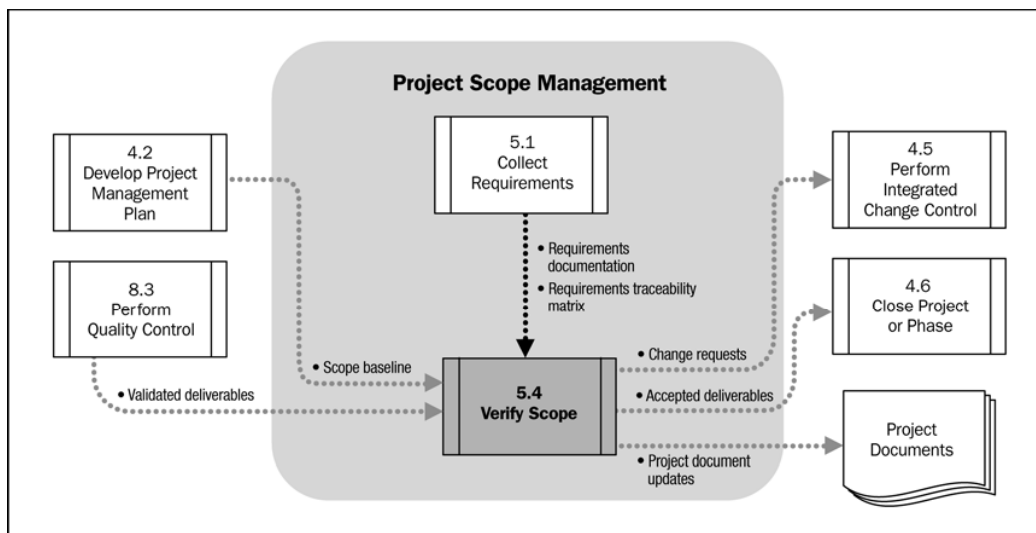 Project Scope Management
4.2
Develop Project
Management
Plan
5.1
Collect
Requirements
4.5
Perform
Integrated
Change Control
8.3
Perform
Quality Control
• Requirements
documentation
• Requirements traceability
matrix
4.6
Close Project
or Phase
• Scope baseline
• Change requests
• Validated deliverables
5.4
Verify Scope
• Accepted deliverables
• Project document
updates
Project
Documents